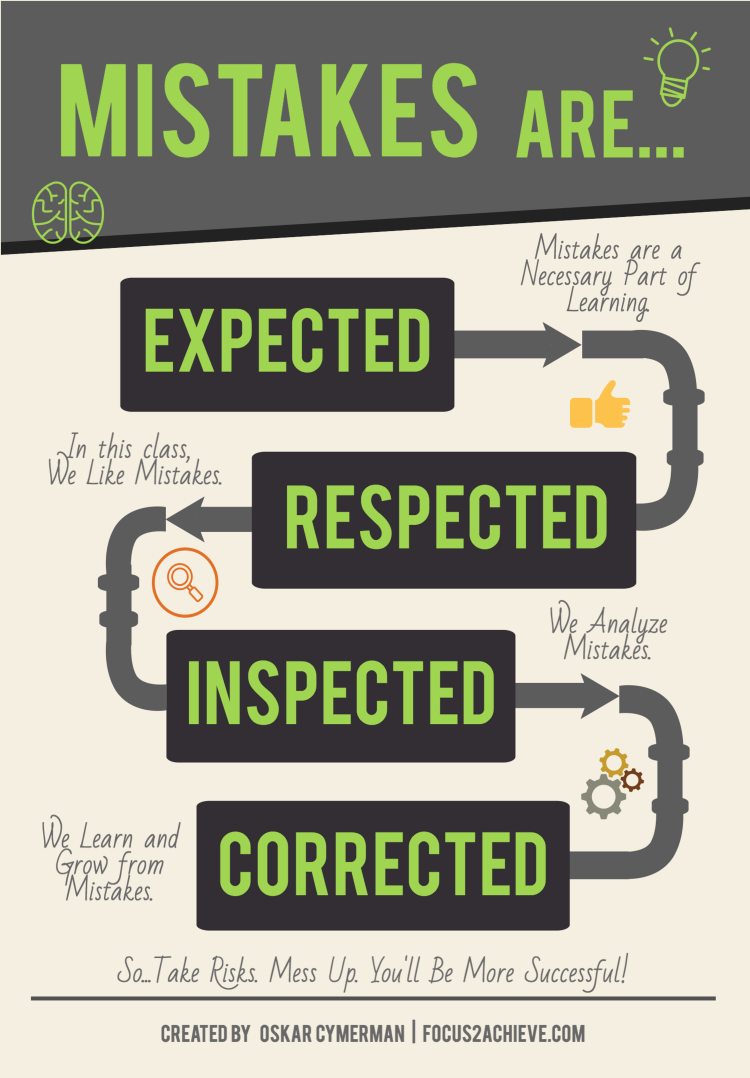 MISTAKES ARE...
Mistakes are a
Necessary Part of
Learning.
EXPECTED
In this class,
We Like Mistakes.
RESPECTED
We Analyze
Mistakes.
INSPECTED
We Learn and
Grow from
Mistakes.
CORRECTED
So...Take Risks. Mess Up. You'll Be More Successful!
CREATED BY OSKAR CYMERMAN | FOCUS2ACHIEVE.COM